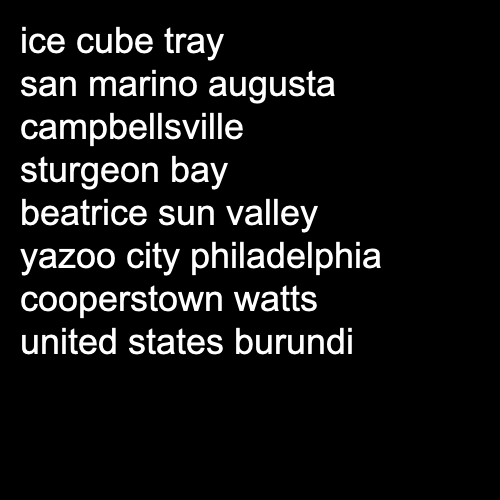 ice cube tray
san marino augusta
campbellsville
sturgeon bay
beatrice sun valley
yazoo city philadelphia
cooperstown watts
united states burundi